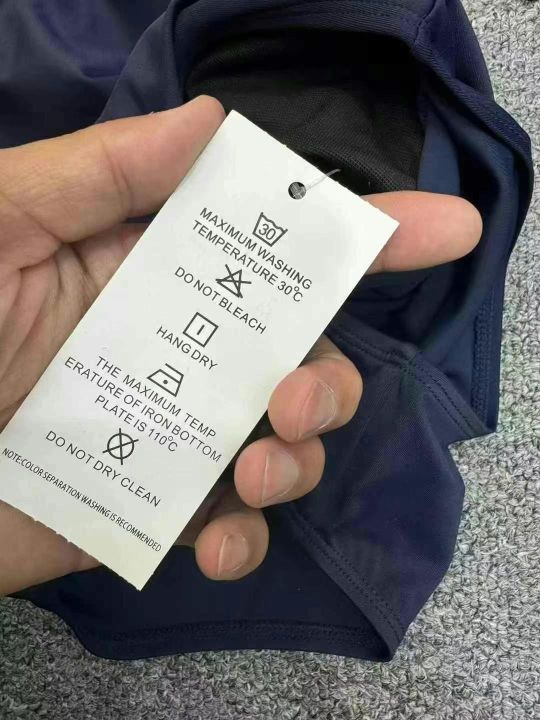 30
MAXIMUM WASHING
TEMPERATURE 30℃
DO NOT BLEACH
HANG DRY
THE MAXIMUM TEMP
ERATURE OF IRON BOTTOM
PLATE IS 110℃
DO NOT DRY CLEAN
NOTE:COLOR SEPARATION WASHING IS RECOMMENDED